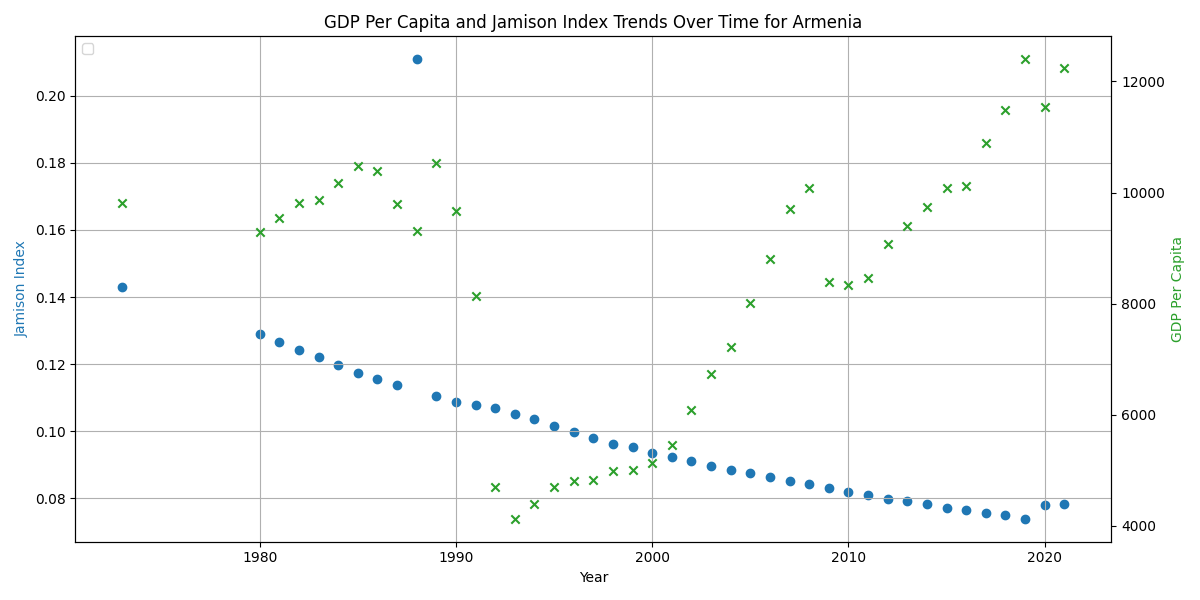 GDP Per Capita and Jamison Index Trends Over Time for Armenia
Jamison Index
0.20
0.18
0.16
0.14
0.12
0.10
0.08
12000
10000
8000
6000
4000
GDP Per Capita
1980 1990 2000 2010 2020
Year